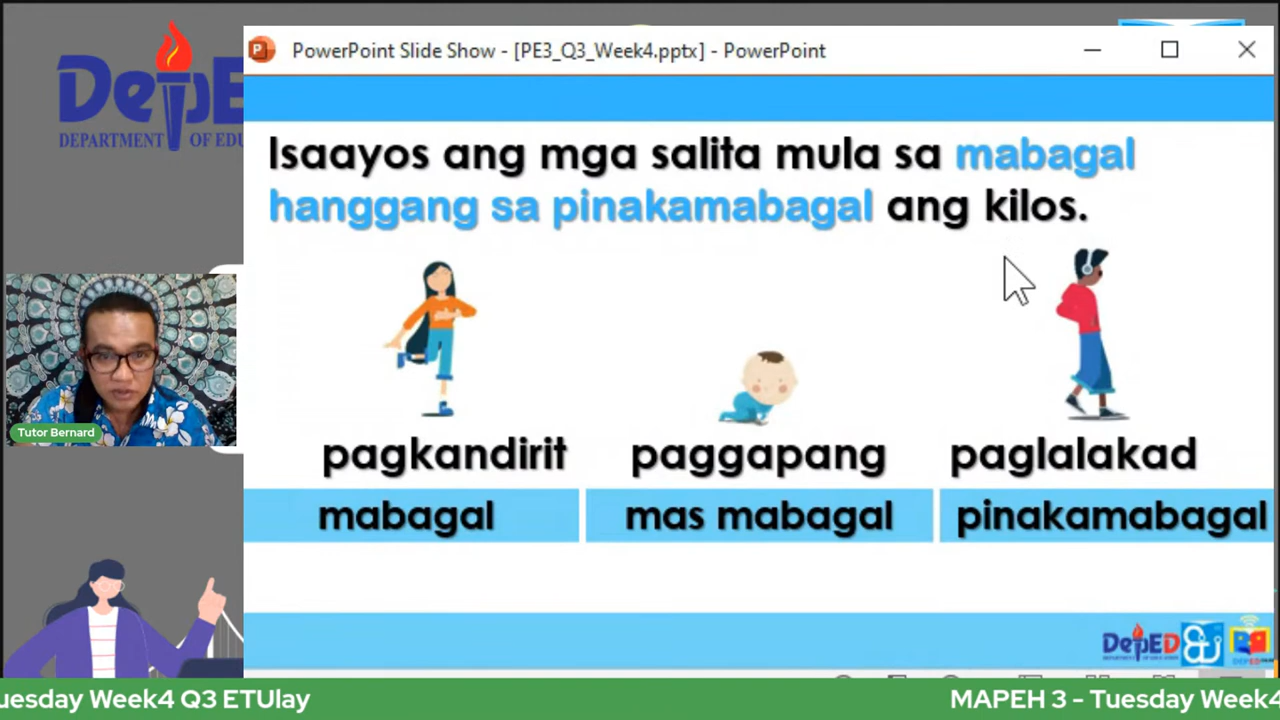 PowerPoint Slide Show - [PE3_Q3_Week4.pptx] - PowerPoint
DepE
DEPARTMENT OF EDU
Isaayos ang mga salita mula sa mabagal
hanggang sa pinakamabagal ang kilos.
pagkandirit paggapang paglalakad
mabagal mas mabagal pinakamabagal
Tutor Bernard
DepED
uesday Week4 Q3 ETUlay MAPEH 3 - Tuesday Week4